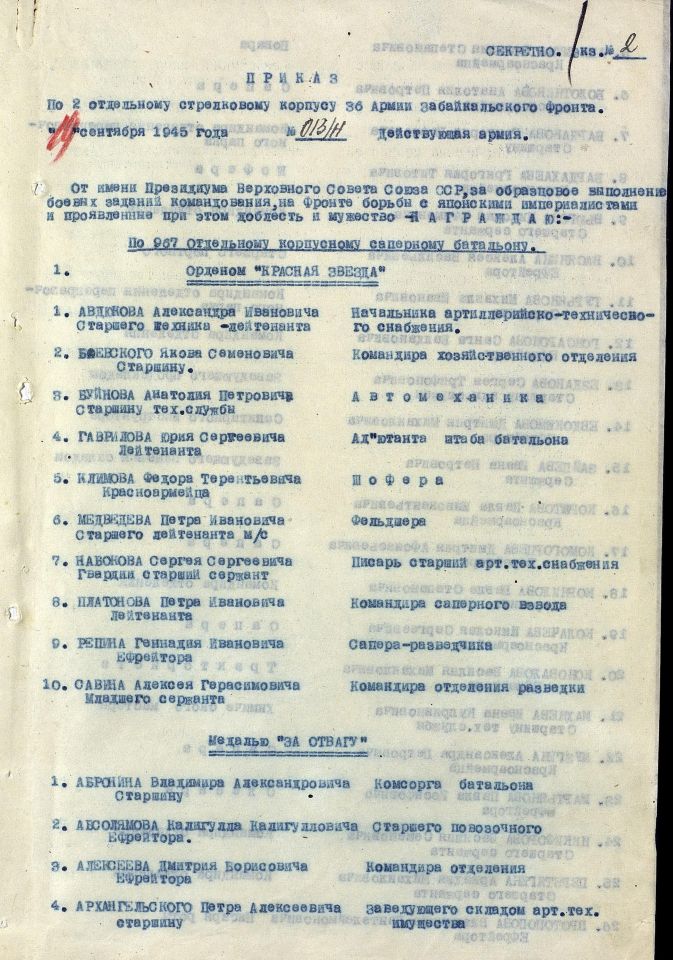 СЕКРЕТНО. Экз.№ 2
ПРИКАЗ
По 2 отдельному стрелковому корпусу 36 Армии Забайкальского Фронта.
"19" сентября 1945 года № 013/н Действующая армия.
От имени Президиума Верховного Совета Союза ССР, за образцовое выполнение
боевых заданий командования, на Фронте борьбы с японскими империалистами
и проявленные при этом доблесть и мужество -НАГРАЖДАЮ:-
По 967 Отдельному корпусному саперному батальону.
1. Орденом "КРАСНАЯ ЗВЕЗДА"
1. АВДЮКОВА Александра Ивановича Начальника артиллерийско-техническо-
Старшего техника -лейтенанта го снабжения.
2. БОЕВСКОГО Якова Семеновича Командира хозяйственного отделения
Старшину.
3. БУЙНОВА Анатолия Петровича Автомеханика
Старшину тех.службы
4. ГАВРИЛОВА Юрия Сергеевича Ад"ютанта штаба батальона
Лейтенанта
5. КЛИМОВА Федора Терентьевича Шофера
Красноармейца
6. МЕДВЕДЕВА Петра Ивановича Фельдшера
Старшего лейтенанта м/с
7. НАБОКОВА Сергея Сергеевича Писарь старший арт.тех.снабжения
Гвардии старший сержант
8. ПЛАТОНОВА Петра Ивановича Командира саперного взвода
Лейтенанта
9. РЕПИНА Геннадия Ивановича Сапера-разведчика
Ефрейтора
10. САВИНА Алексея Герасимовича Командира отделения разведки
Младшего сержанта
Медалью "ЗА ОТВАГУ"
1. АБРОНИНА Владимира Александровича Комсорга батальона
Старшину
2. АБСОЛЯМОВА Калигулла Калигулловича Старшего повозочного
Ефрейтора.
3. АЛЕКСЕЕВА Дмитрия Борисовича Командира отделения
Ефрейтора
4. АРХАНГЕЛЬСКОГО Петра Алексеевича Заведующего складом арт.тех.
старшину имущества